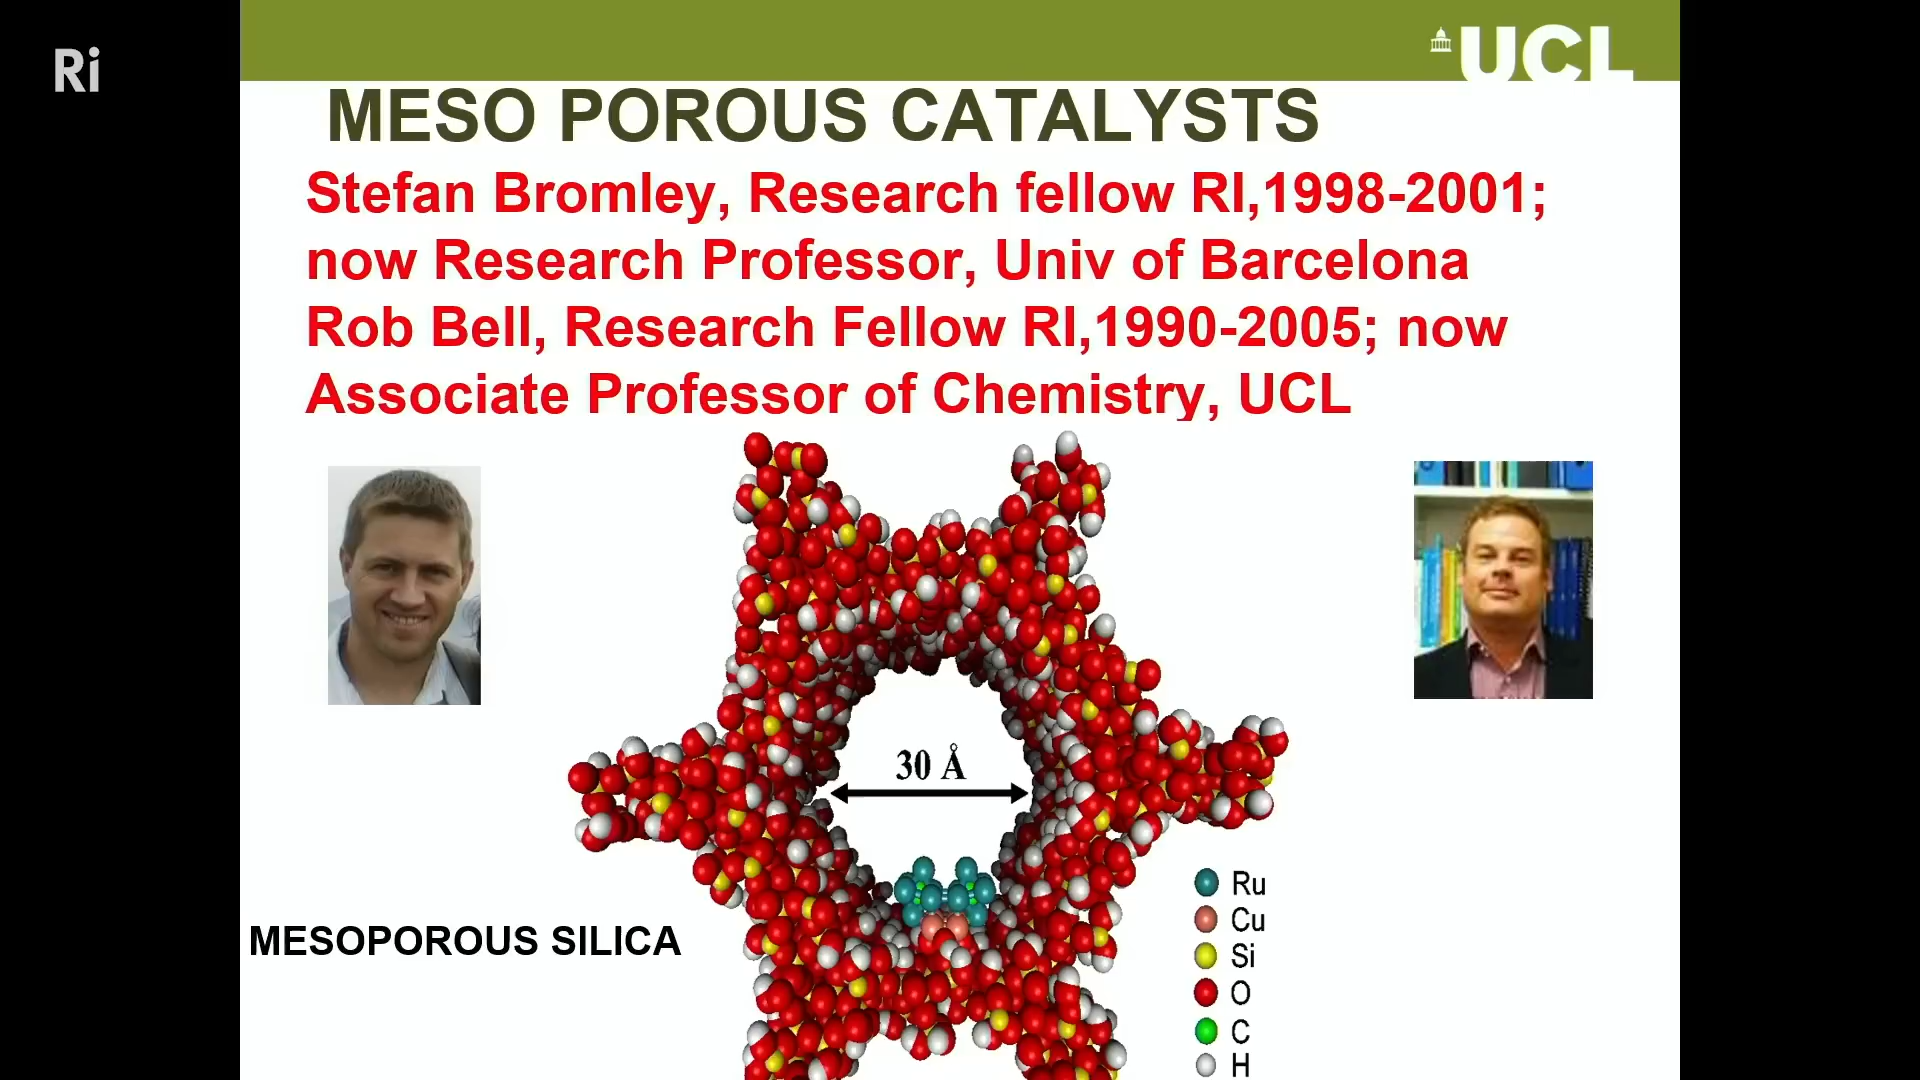 Ri
UCL
MESO POROUS CATALYSTS
Stefan Bromley, Research fellow RI,1998-2001;
now Research Professor, Univ of Barcelona
Rob Bell, Research Fellow RI,1990-2005; now
Associate Professor of Chemistry, UCL
30 Å
MESOPOROUS SILICA
Ru
Cu
Si
O
C
H